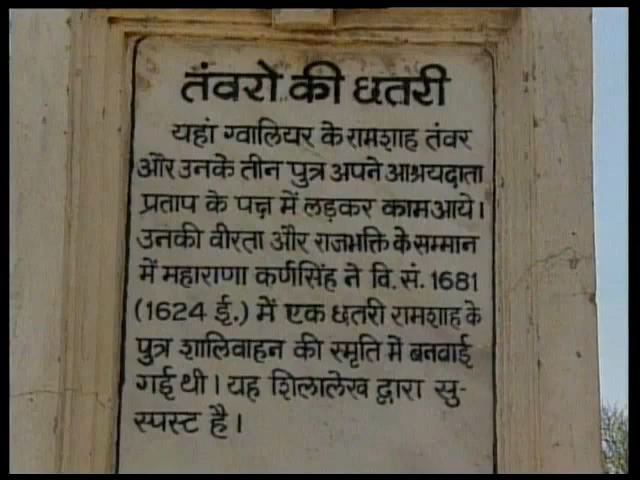 तंवरो की छतरी
यहां ग्वालियर के रामशाह तंवर
और उनके तीन पुत्र अपने आश्रयदाता
प्रताप के पक्ष में लड़कर काम आये।
उनकी वीरता और राजभक्ति के सम्मान
में महाराणा कर्णसिंह ने वि. सं. 1681
(1624 ई.) में एक छतरी रामशाह के
पुत्र शालिवाहन की स्मृति मे बनवाई
गई थी। यह शिलालेख द्वारा सु-
स्पस्ट है।